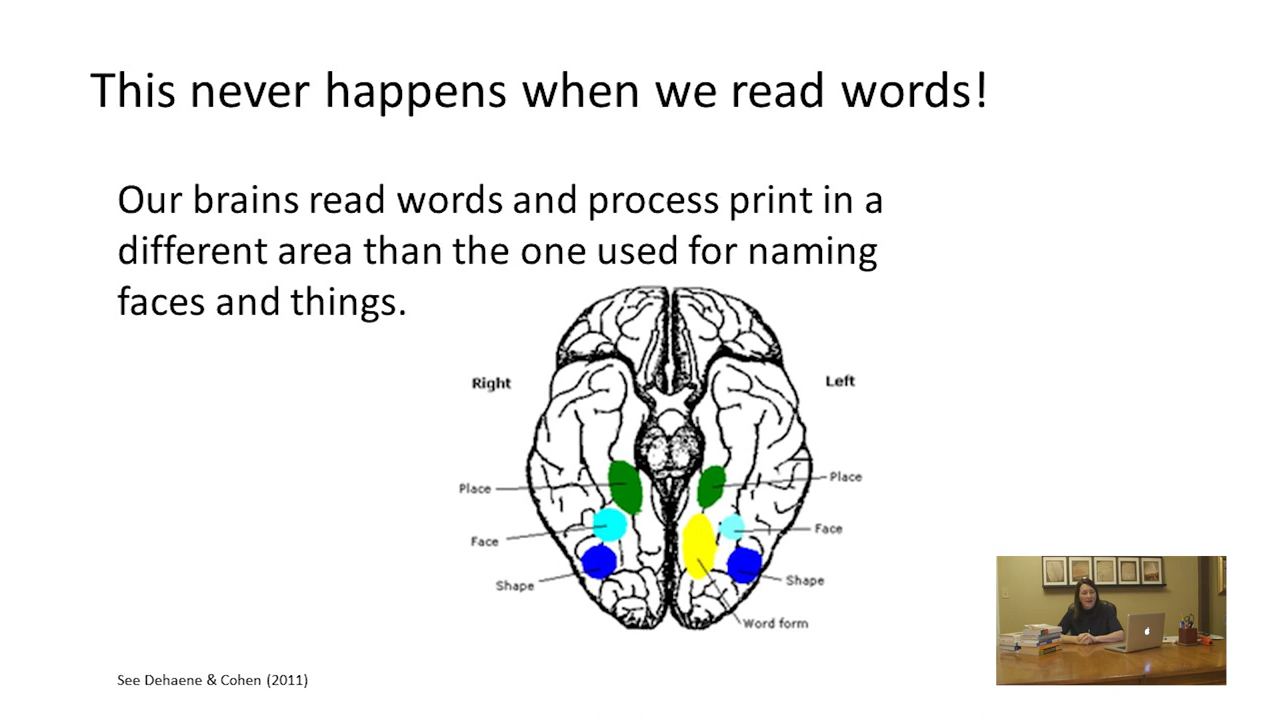 This never happens when we read words!
Our brains read words and process print in a
different area than the one used for naming
faces and things.
Right
Left
Place
Place
Face
Face
Shape
Shape
Word form
See Dehaene & Cohen (2011)